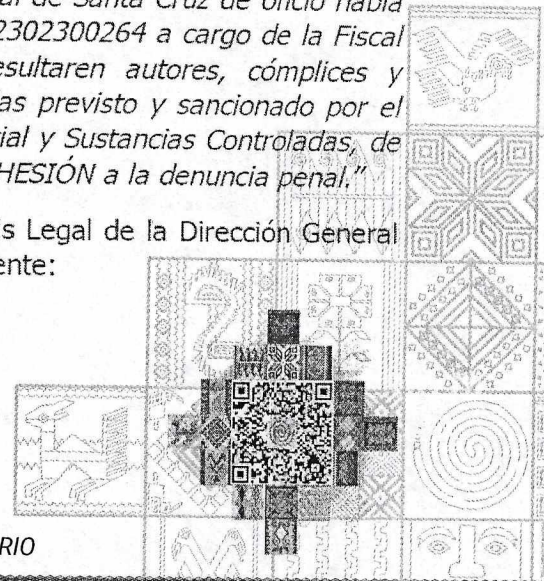 al de Santa Cruz de oficio había
2302300264 a cargo de la Fiscal
esultaren autores, cómplices y
as previsto y sancionado por el
ial y Sustancias Controladas, de
HESIÓN a la denuncia penal."
is Legal de la Dirección General
ente:
RIO